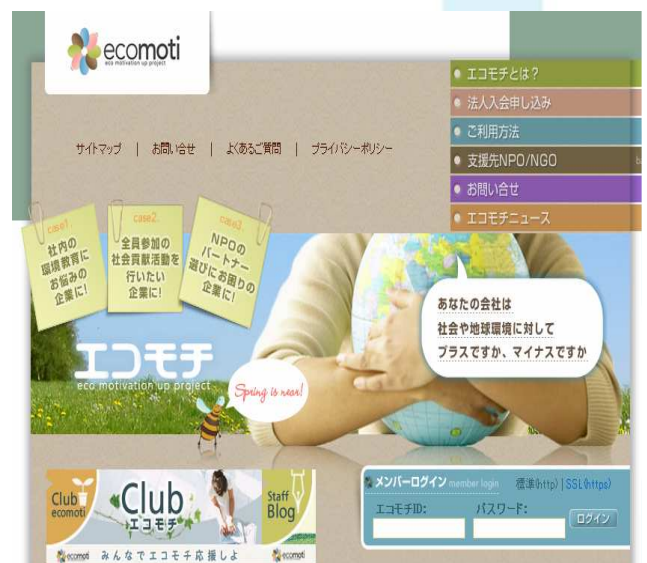 ecomoti
eco motivation up project
エコモチとは？
法人入会申し込み
ご利用方法
支援先NPO/NGO
お問い合せ
エコモチニュース
サイトマップ | お問い合せ | よくあるご質問 | プライバシーポリシー
case1.
社内の
環境教育に
お悩みの
企業に!
case2.
全員参加の
社会貢献活動を
行いたい
企業に!
case3.
NPOの
パートナー
選びにお困りの
企業に!
あなたの会社は
社会や地球環境に対して
プラスですか、マイナスですか
エコモチ
eco motivation up project
Spring is near!
Club
ecomoti
Club
エコモチ
Staff
Blog
ecomoti みんなでエコモチ応援しよ ecomoti
メンバーログイン member login 標準(http) | SSL(https)
エコモチID: パスワード:
ログイン